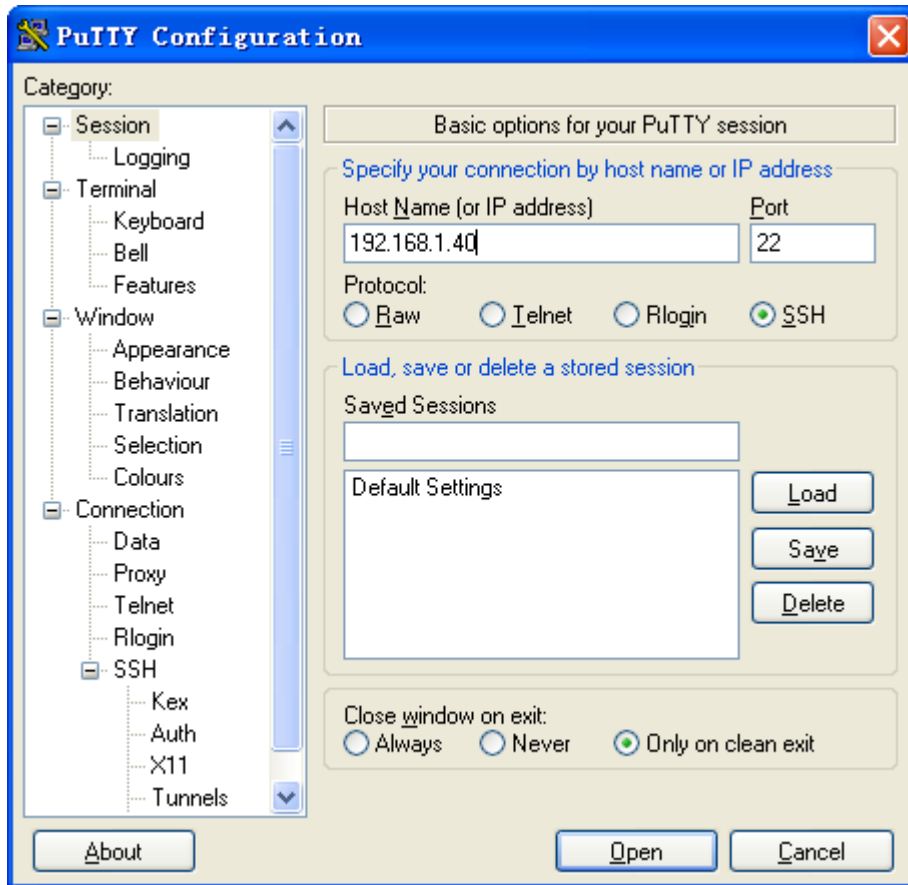 PuTTY Configuration
Category:
Session
Logging
Terminal
Keyboard
Bell
Features
Window
Appearance
Behaviour
Translation
Selection
Colours
Connection
Data
Proxy
Telnet
Rlogin
SSH
Kex
Auth
X11
Tunnels
Basic options for your PuTTY session
Specify your connection by host name or IP address
Host Name (or IP address) Port
192.168.1.40 22
Protocol:
Raw Telnet Rlogin SSH
Load, save or delete a stored session
Saved Sessions
Default Settings
Load
Save
Delete
Close window on exit:
Always Never Only on clean exit
About Open Cancel